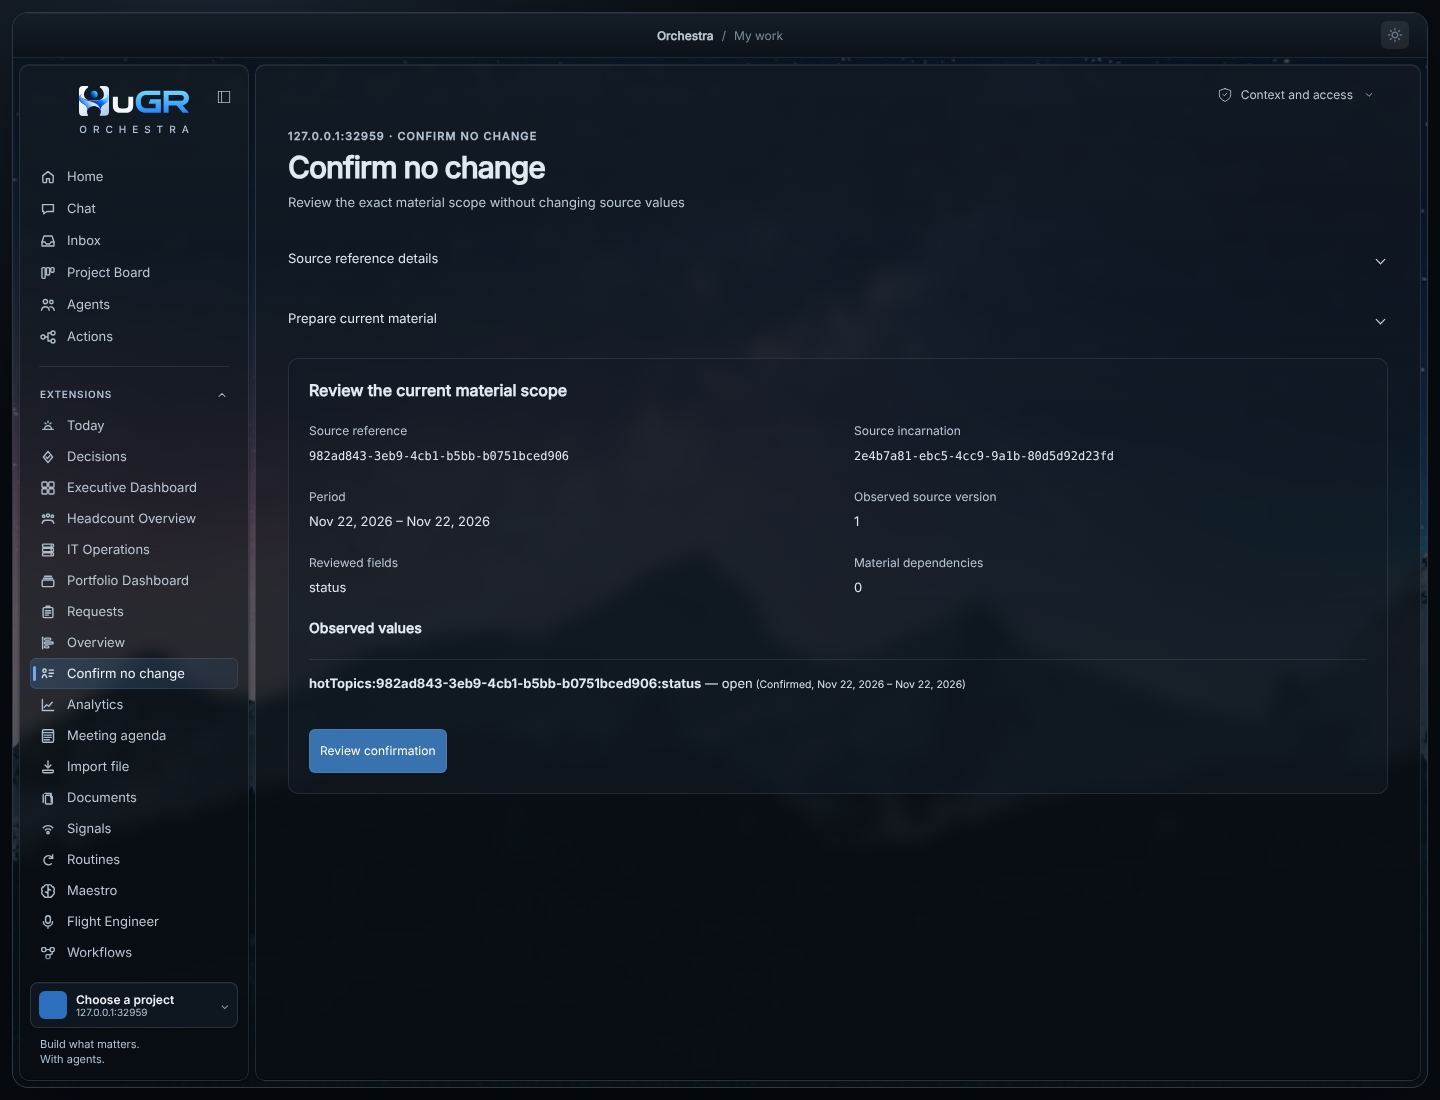 Orchestra / My work
HuGR
ORCHESTRA
Home
Chat
Inbox
Project Board
Agents
Actions
EXTENSIONS
Today
Decisions
Executive Dashboard
Headcount Overview
IT Operations
Portfolio Dashboard
Requests
Overview
Confirm no change
Analytics
Meeting agenda
Import file
Documents
Signals
Routines
Maestro
Flight Engineer
Workflows
Choose a project
127.0.0.1:32959
Build what matters.
With agents.
Context and access
127.0.0.1:32959 · CONFIRM NO CHANGE
Confirm no change
Review the exact material scope without changing source values
Source reference details
Prepare current material
Review the current material scope
Source reference
982ad843-3eb9-4cb1-b5bb-b0751bced906
Source incarnation
2e4b7a81-ebc5-4cc9-9a1b-80d5d92d23fd
Period
Nov 22, 2026 – Nov 22, 2026
Observed source version
1
Reviewed fields
status
Material dependencies
0
Observed values
hotTopics:982ad843-3eb9-4cb1-b5bb-b0751bced906:status — open (Confirmed, Nov 22, 2026 – Nov 22, 2026)
Review confirmation